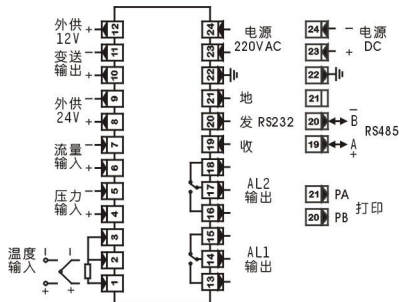 外供
12V
- 12
+ 11
变送
输出
- 11
+ 10
外供
24V
- 9
+ 8
流量
输入
- 7
+ 6
压力
输入
- 5
+ 4
温度
输入
3
2
1
24 电源
23 220VAC
22
21 地
20 发 RS232
19 收
18
17 AL2
16 输出
15
14 AL1
13 输出
24 - 电源
23 + DC
22
21
20 B
19 A
+
RS485
21 PA
20 PB
打印